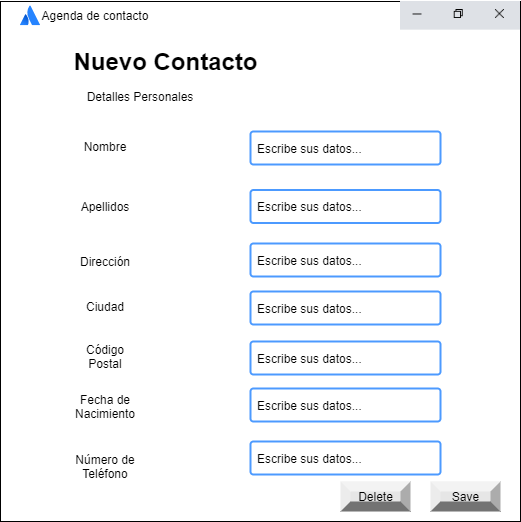 Agenda de contacto
Nuevo Contacto
Detalles Personales
Nombre
Escribe sus datos...
Apellidos
Escribe sus datos...
Dirección
Escribe sus datos...
Ciudad
Escribe sus datos...
Código
Postal
Escribe sus datos...
Fecha de
Nacimiento
Escribe sus datos...
Número de
Teléfono
Escribe sus datos...
Delete
Save